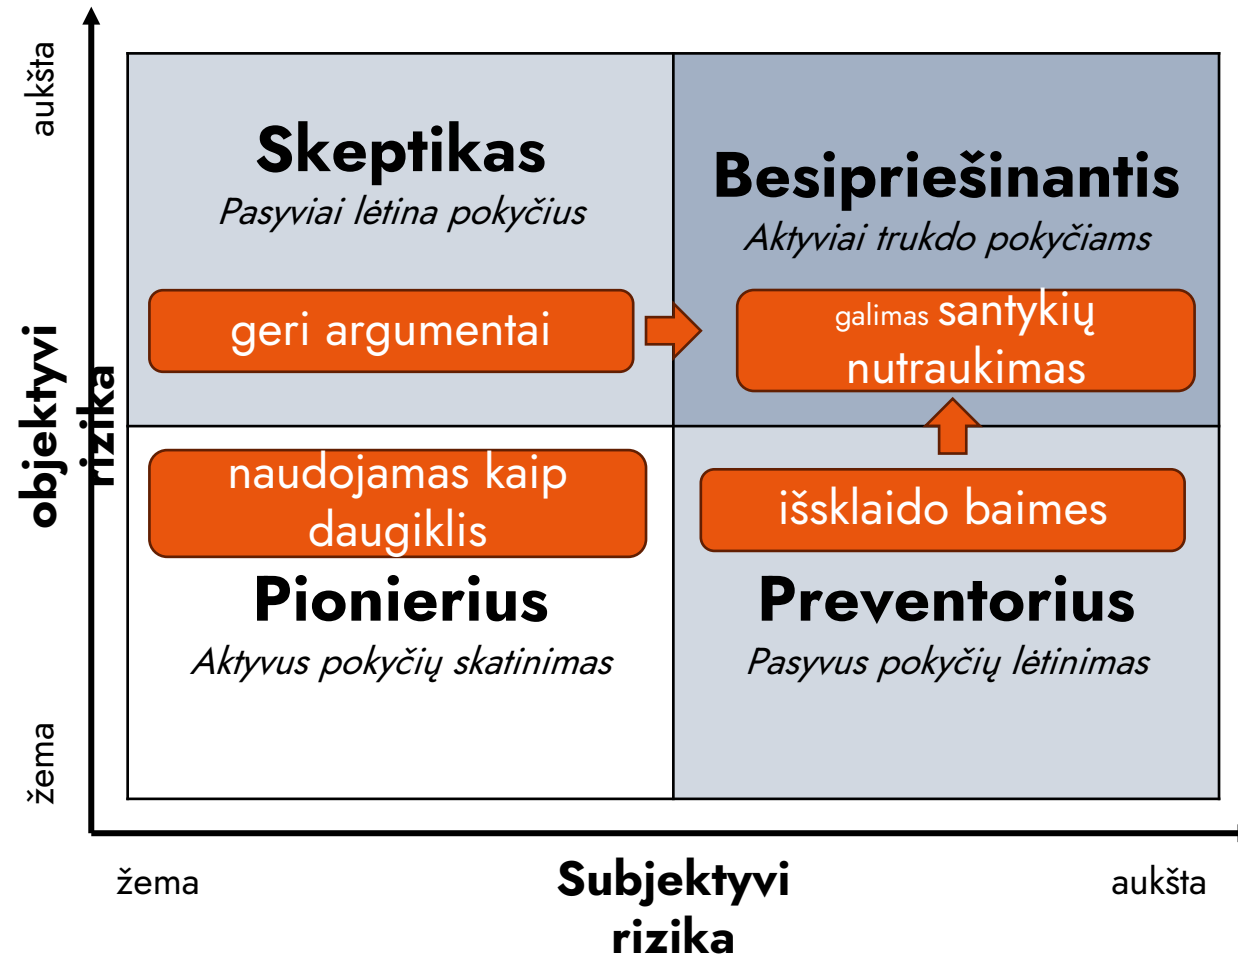 aukšta
objektyvi
rizika
žema
Skeptikas
Pasyviai lėtina pokyčius
geri argumentai
Besipriešinantis
Aktyviai trukdo pokyčiams
galimas santykių
nutraukimas
naudojamas kaip
daugiklis
Pionierius
Aktyvus pokyčių skatinimas
išsklaido baimes
Preventorius
Pasyvus pokyčių lėtinimas
žema
Subjektyvi
rizika
aukšta